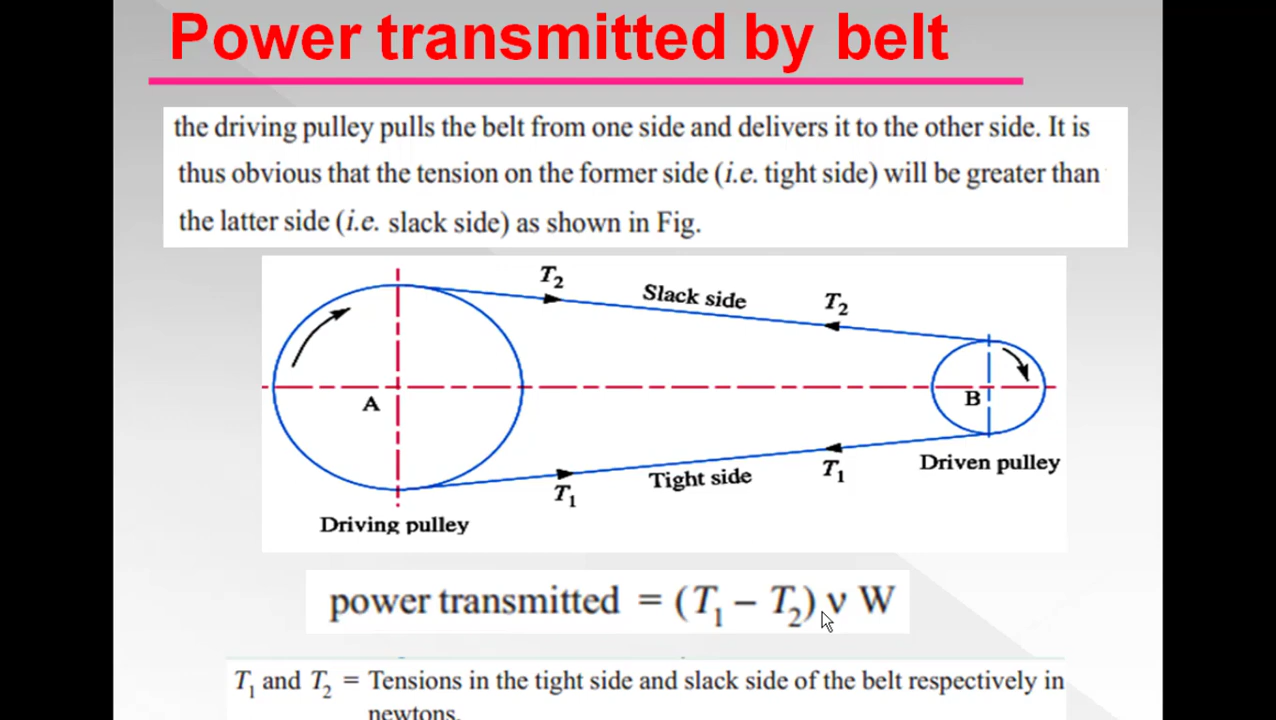 Power transmitted by belt
the driving pulley pulls the belt from one side and delivers it to the other side. It is
thus obvious that the tension on the former side (i.e. tight side) will be greater than
the latter side (i.e. slack side) as shown in Fig.
T₂
Slack side
T₂
A
B
T₁
Tight side
T₁
Driven pulley
Driving pulley
power transmitted = (T₁ – T₂) v W
T₁ and T₂ = Tensions in the tight side and slack side of the belt respectively in
newtons.